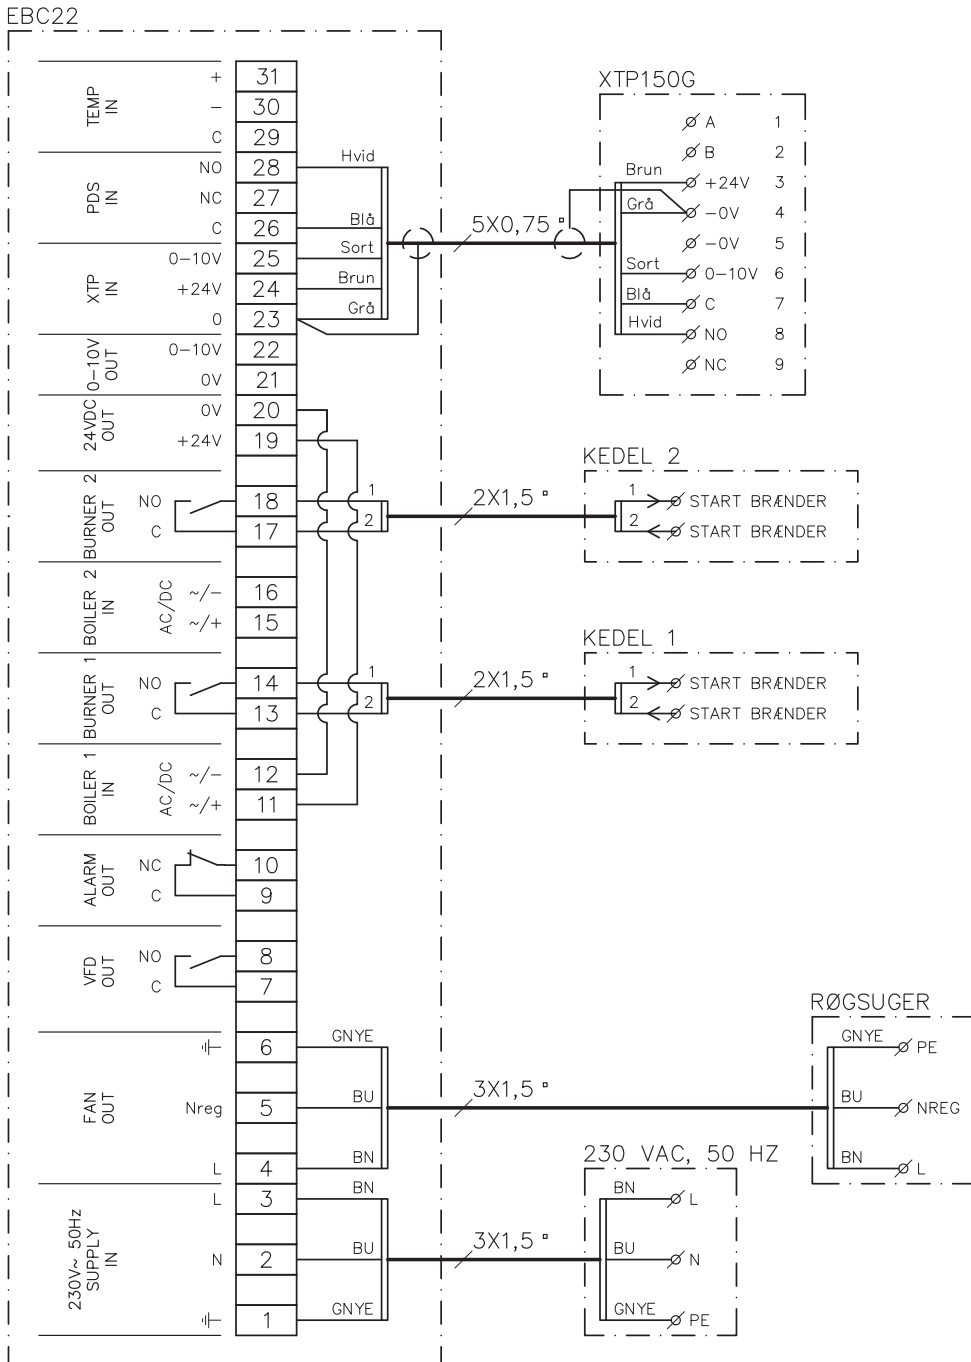 EBC22
TEMP IN
+ 31
- 30
C 29
PDS IN
NO 28 Hvid
NC 27
C 26 Blå
XTP IN
0-10V 25 Sort
+24V 24 Brun
0 23 Grå
0-10V OUT
0-10V 22
0V 21
24VDC OUT
0V 20
+24V 19
BURNER 2 OUT
NO 18 1
C 17 2
BOILER 2 IN
AC/DC
~/- 16
~/+ 15
BURNER 1 OUT
NO 14 1
C 13 2
BOILER 1 IN
AC/DC
~/- 12
~/+ 11
ALARM OUT
NC 10
C 9
VFD OUT
NO 8
C 7
FAN OUT
6 GNYE
Nreg 5 BU
L 4 BN
230V~ 50Hz SUPPLY IN
L 3 BN
N 2 BU
1 GNYE
5X0,75 ▫
XTP150G
A 1
B 2
Brun +24V 3
Grå -0V 4
-0V 5
Sort 0-10V 6
Blå C 7
Hvid NO 8
NC 9
2X1,5 ▫
KEDEL 2
1 START BRÆNDER
2 START BRÆNDER
2X1,5 ▫
KEDEL 1
1 START BRÆNDER
2 START BRÆNDER
3X1,5 ▫
RØGSUGER
GNYE PE
BU NREG
BN L
3X1,5 ▫
230 VAC, 50 HZ
BN L
BU N
GNYE PE